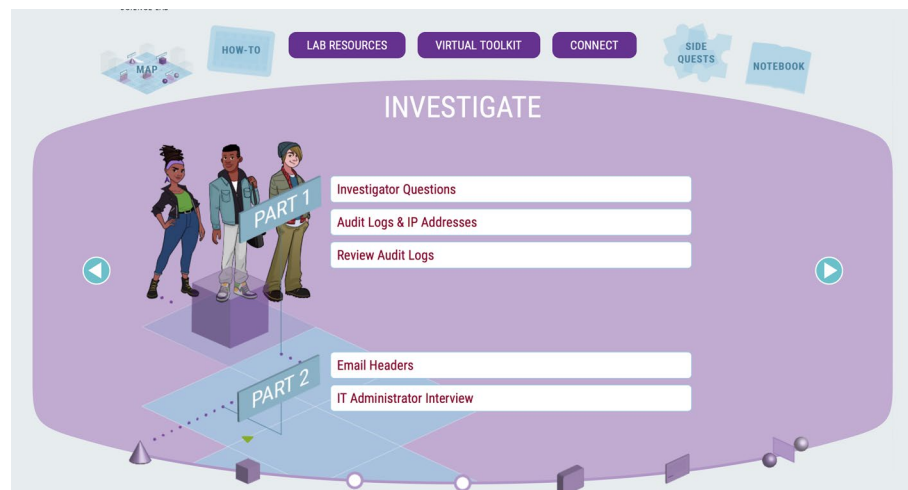 MAP
HOW-TO
LAB RESOURCES
VIRTUAL TOOLKIT
CONNECT
SIDE
QUESTS
NOTEBOOK
INVESTIGATE
PART 1
Investigator Questions
Audit Logs & IP Addresses
Review Audit Logs
PART 2
Email Headers
IT Administrator Interview